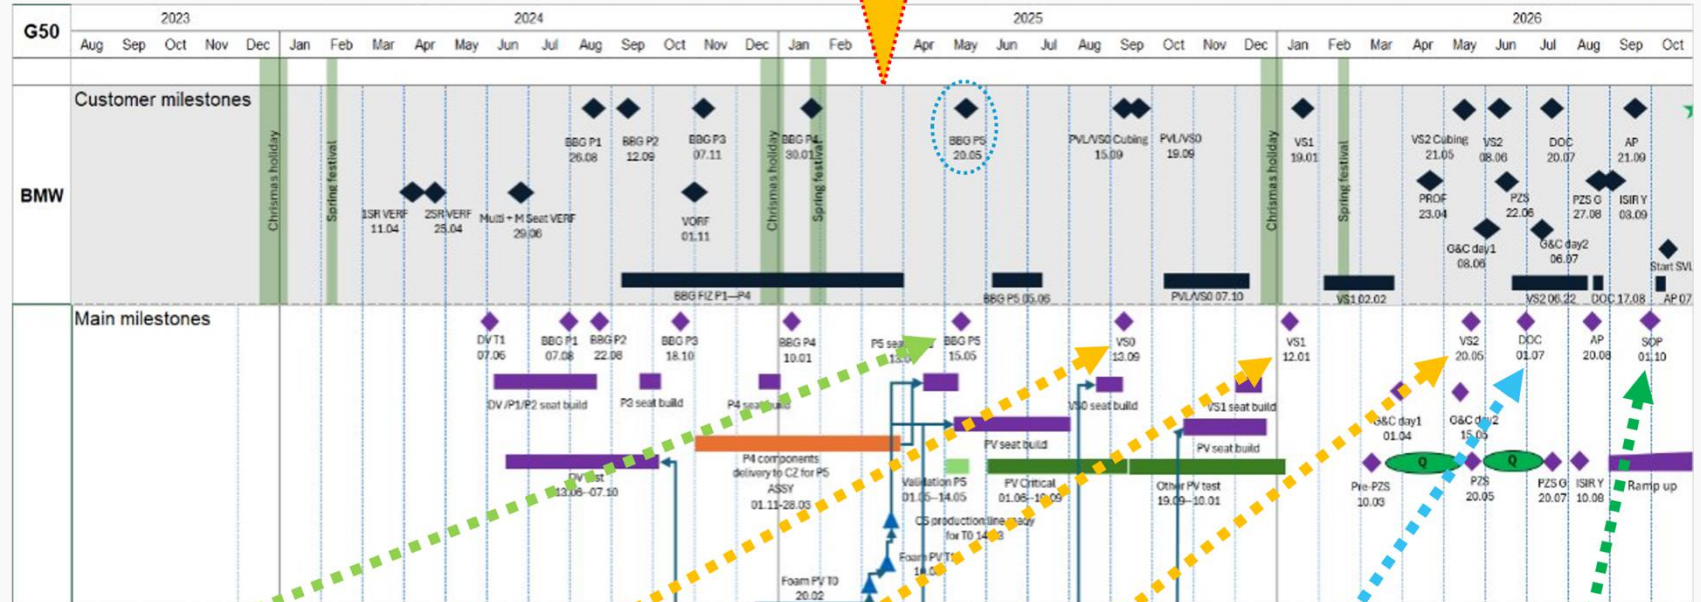 G50
2023 2024 2025 2026
Aug Sep Oct Nov Dec Jan Feb Mar Apr May Jun Jul Aug Sep Oct Nov Dec Jan Feb Apr May Jun Jul Aug Sep Oct Nov Dec Jan Feb Mar Apr May Jun Jul Aug Sep Oct
Customer milestones
BMW
Chrismas holiday
Spring festival
Chrismas holiday
Spring festival
Chrismas holiday
Spring festival
BBG P1
26.08
BBG P2
12.09
BBG P3
07.11
BBG P4
30.01
BBG P5
20.05
PVL/VS0 Cubing
15.09
PVL/VS0
19.09
VS1
19.01
VS2 Cubing
21.05
VS2
08.06
DOC
20.07
AP
21.09
1SR VERF
11.04
2SR VERF
25.04
Multi + M Seat VERF
29.06
VORF
01.11
PROF
23.04
PZS
22.06
PZS G
27.08
ISIR Y
03.09
G&C day1
08.06
G&C day2
06.07
Start SVL
BBG FIZ P1—P4
BBG P5 05.06
PVL/VS0 07.10
VS1 02.02
VS2 06.22
DOC 17.08
AP 07
Main milestones
DV T1
07.06
BBG P1
07.08
BBG P2
22.08
BBG P3
18.10
BBG P4
10.01
P5
BBG P5
15.05
VS0
13.09
VS1
12.01
VS2
20.05
DOC
01.07
AP
20.08
SOP
01.10
DV/P1/P2 seat build
P3 seat build
P4 seat build
VS0 seat build
VS1 seat build
G&C day1
01.04
G&C day2
15.05
PV seat build
PV seat build
P4 components
delivery to CZ for P5
ASSY
01.11-28.03
DV test
13.06–07.10
Validation P5
01.05–14.05
PV Critical
01.06–19.09
Other PV test
19.09–10.01
Q
Q
Pre-PZS
10.03
PZS
20.05
PZS G
20.07
ISIR Y
10.08
Ramp up
CS production line ready
for T0
Foam PV T1
Foam PV T0
20.02